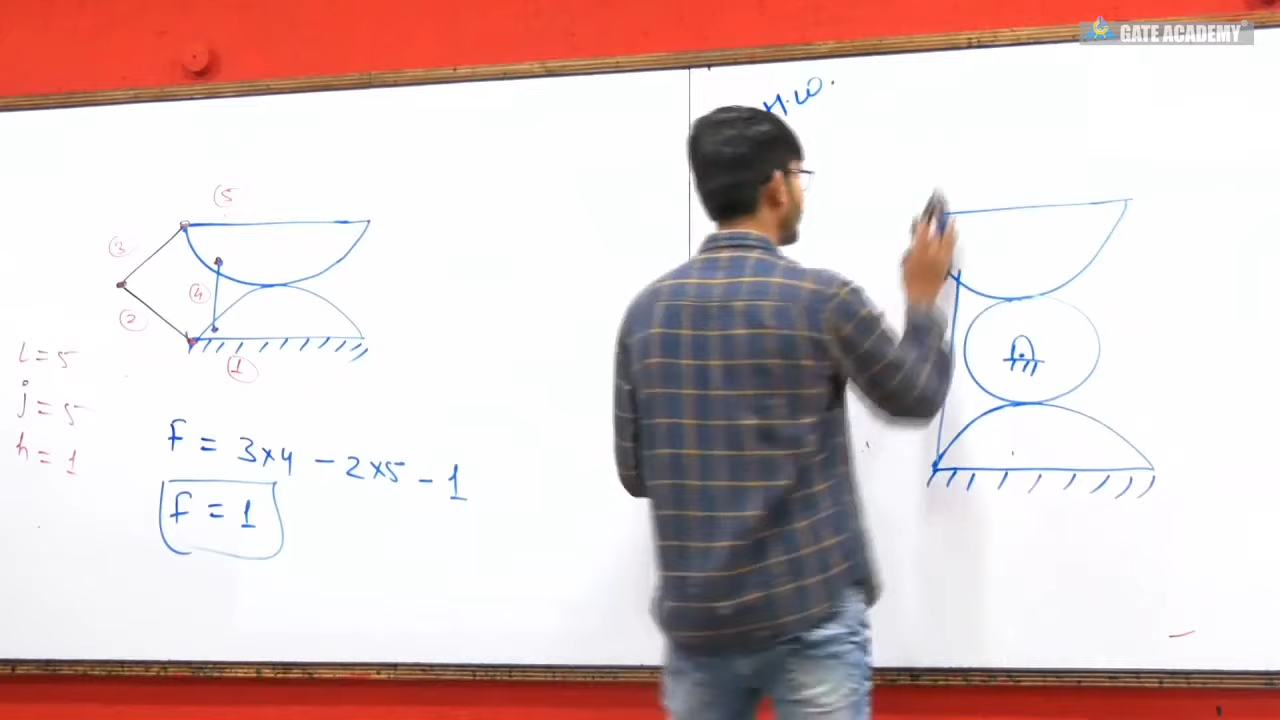 GATE ACADEMY
H.W.
5
3
4
2
1
l = 5
j = 5
h = 1
F = 3×4 - 2×5 - 1
F = 1